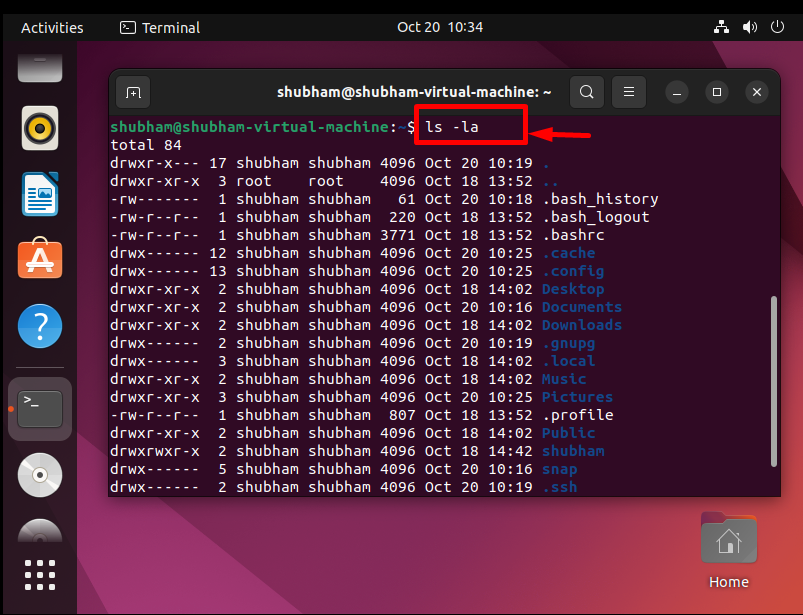 Activities Terminal Oct 20 10:34
shubham@shubham-virtual-machine: ~
shubham@shubham-virtual-machine:~$ ls -la
total 84
drwxr-x--- 17 shubham shubham 4096 Oct 20 10:19 .
drwxr-xr-x  3 root    root    4096 Oct 18 13:52 ..
-rw-------  1 shubham shubham   61 Oct 20 10:18 .bash_history
-rw-r--r--  1 shubham shubham  220 Oct 18 13:52 .bash_logout
-rw-r--r--  1 shubham shubham 3771 Oct 18 13:52 .bashrc
drwx------ 12 shubham shubham 4096 Oct 20 10:25 .cache
drwx------ 13 shubham shubham 4096 Oct 20 10:25 .config
drwxr-xr-x  2 shubham shubham 4096 Oct 18 14:02 Desktop
drwxr-xr-x  2 shubham shubham 4096 Oct 20 10:16 Documents
drwxr-xr-x  2 shubham shubham 4096 Oct 18 14:02 Downloads
drwx------  2 shubham shubham 4096 Oct 20 10:19 .gnupg
drwx------  3 shubham shubham 4096 Oct 18 14:02 .local
drwxr-xr-x  2 shubham shubham 4096 Oct 18 14:02 Music
drwxr-xr-x  3 shubham shubham 4096 Oct 20 10:25 Pictures
-rw-r--r--  1 shubham shubham  807 Oct 18 13:52 .profile
drwxr-xr-x  2 shubham shubham 4096 Oct 18 14:02 Public
drwxrwxr-x  2 shubham shubham 4096 Oct 18 14:42 shubham
drwx------  5 shubham shubham 4096 Oct 20 10:16 snap
drwx------  2 shubham shubham 4096 Oct 20 10:19 .ssh
Home